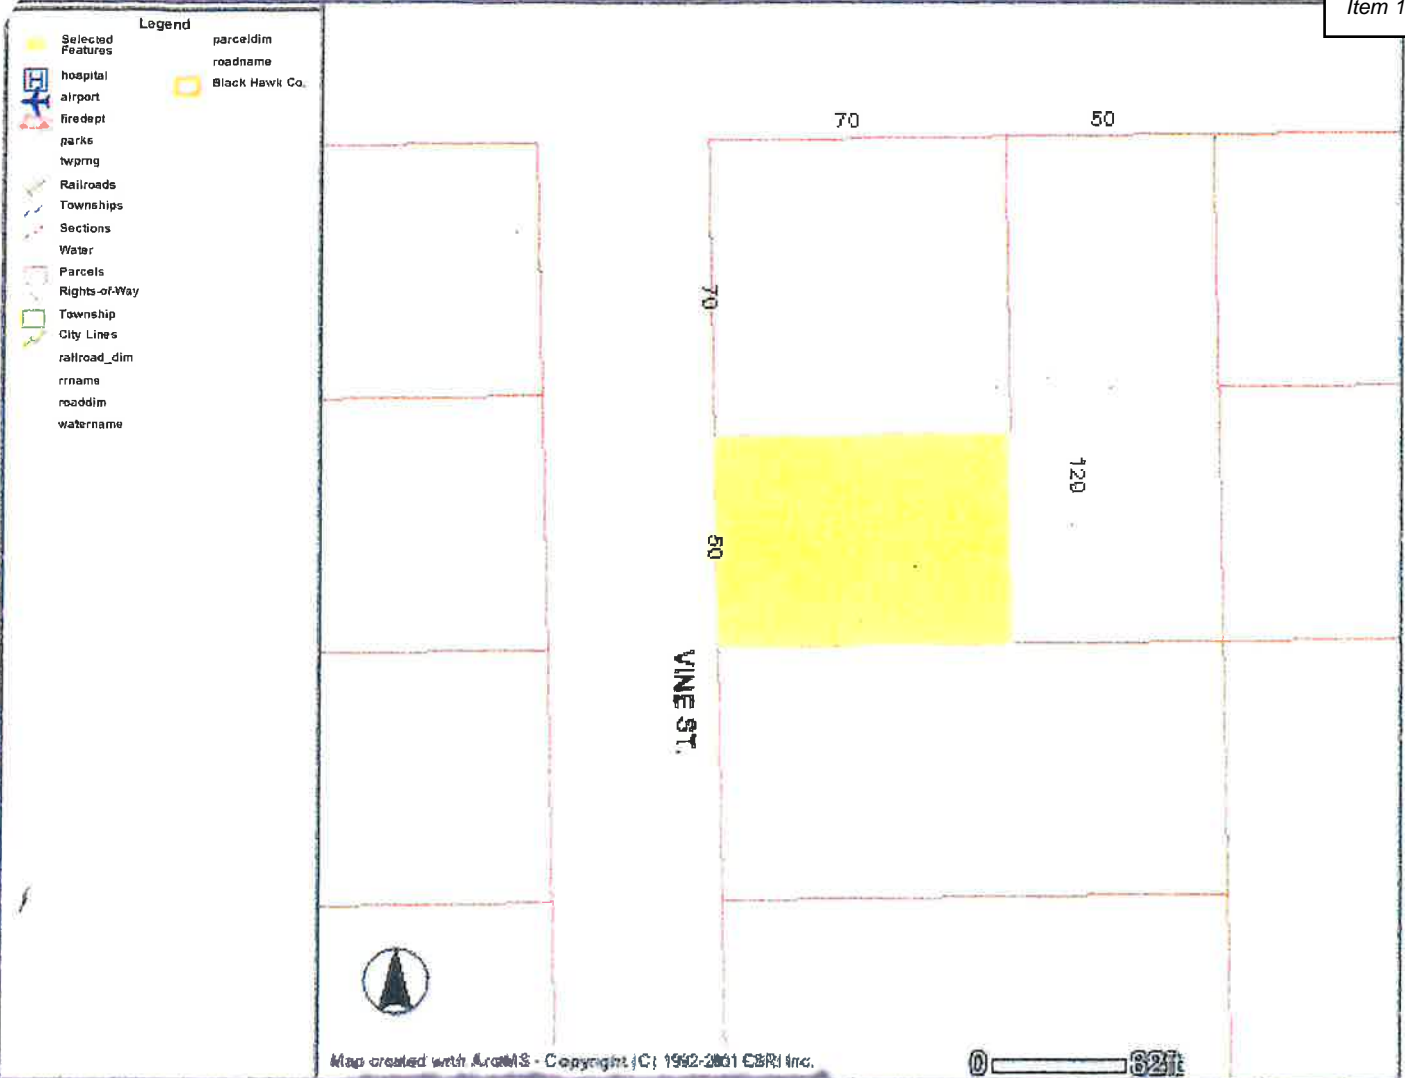 Item 1
Legend
Selected
Features
hospital
airport
firedept
parks
twprng
Railroads
Townships
Sections
Water
Parcels
Rights-of-Way
Township
City Lines
railroad_dim
rrname
roaddim
watername
parceldim
roadname
Black Hawk Co.
70
50
70
120
50
VINE ST.
Map created with ArcIMS - Copyright (C) 1992-2001 ESRI Inc.
0